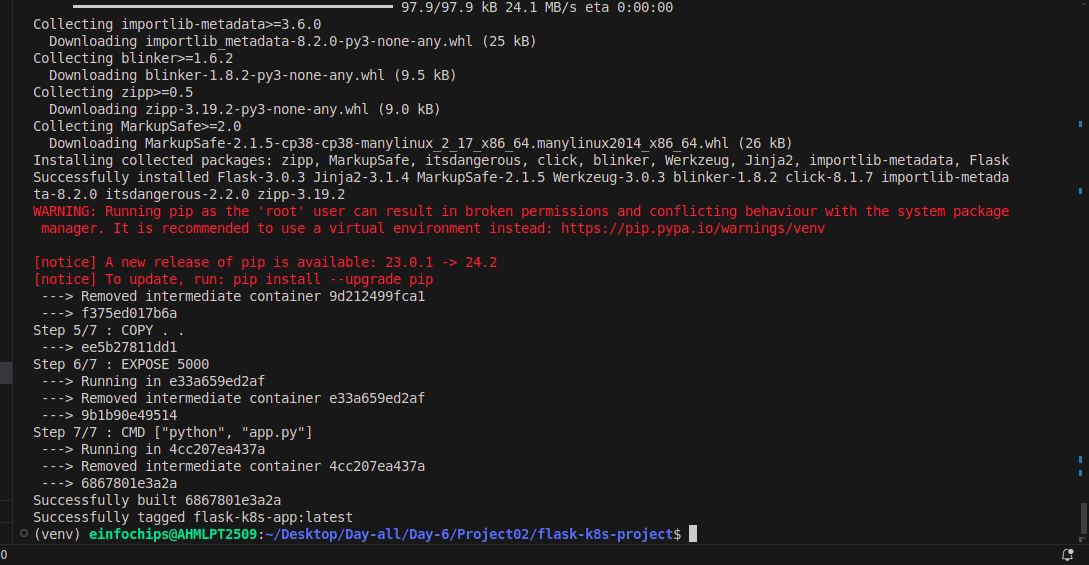 97.9/97.9 kB 24.1 MB/s eta 0:00:00
Collecting importlib-metadata>=3.6.0
Downloading importlib_metadata-8.2.0-py3-none-any.whl (25 kB)
Collecting blinker>=1.6.2
Downloading blinker-1.8.2-py3-none-any.whl (9.5 kB)
Collecting zipp>=0.5
Downloading zipp-3.19.2-py3-none-any.whl (9.0 kB)
Collecting MarkupSafe>=2.0
Downloading MarkupSafe-2.1.5-cp38-cp38-manylinux_2_17_x86_64.manylinux2014_x86_64.whl (26 kB)
Installing collected packages: zipp, MarkupSafe, itsdangerous, click, blinker, Werkzeug, Jinja2, importlib-metadata, Flask
Successfully installed Flask-3.0.3 Jinja2-3.1.4 MarkupSafe-2.1.5 Werkzeug-3.0.3 blinker-1.8.2 click-8.1.7 importlib-metada
ta-8.2.0 itsdangerous-2.2.0 zipp-3.19.2
WARNING: Running pip as the 'root' user can result in broken permissions and conflicting behaviour with the system package
manager. It is recommended to use a virtual environment instead: https://pip.pypa.io/warnings/venv
[notice] A new release of pip is available: 23.0.1 -> 24.2
[notice] To update, run: pip install --upgrade pip
---> Removed intermediate container 9d212499fca1
---> f375ed017b6a
Step 5/7 : COPY . .
---> ee5b27811dd1
Step 6/7 : EXPOSE 5000
---> Running in e33a659ed2af
---> Removed intermediate container e33a659ed2af
---> 9b1b90e49514
Step 7/7 : CMD ["python", "app.py"]
---> Running in 4cc207ea437a
---> Removed intermediate container 4cc207ea437a
---> 6867801e3a2a
Successfully built 6867801e3a2a
Successfully tagged flask-k8s-app:latest
(venv) einfochips@AHMLPT2509:~/Desktop/Day-all/Day-6/Project02/flask-k8s-project$
0